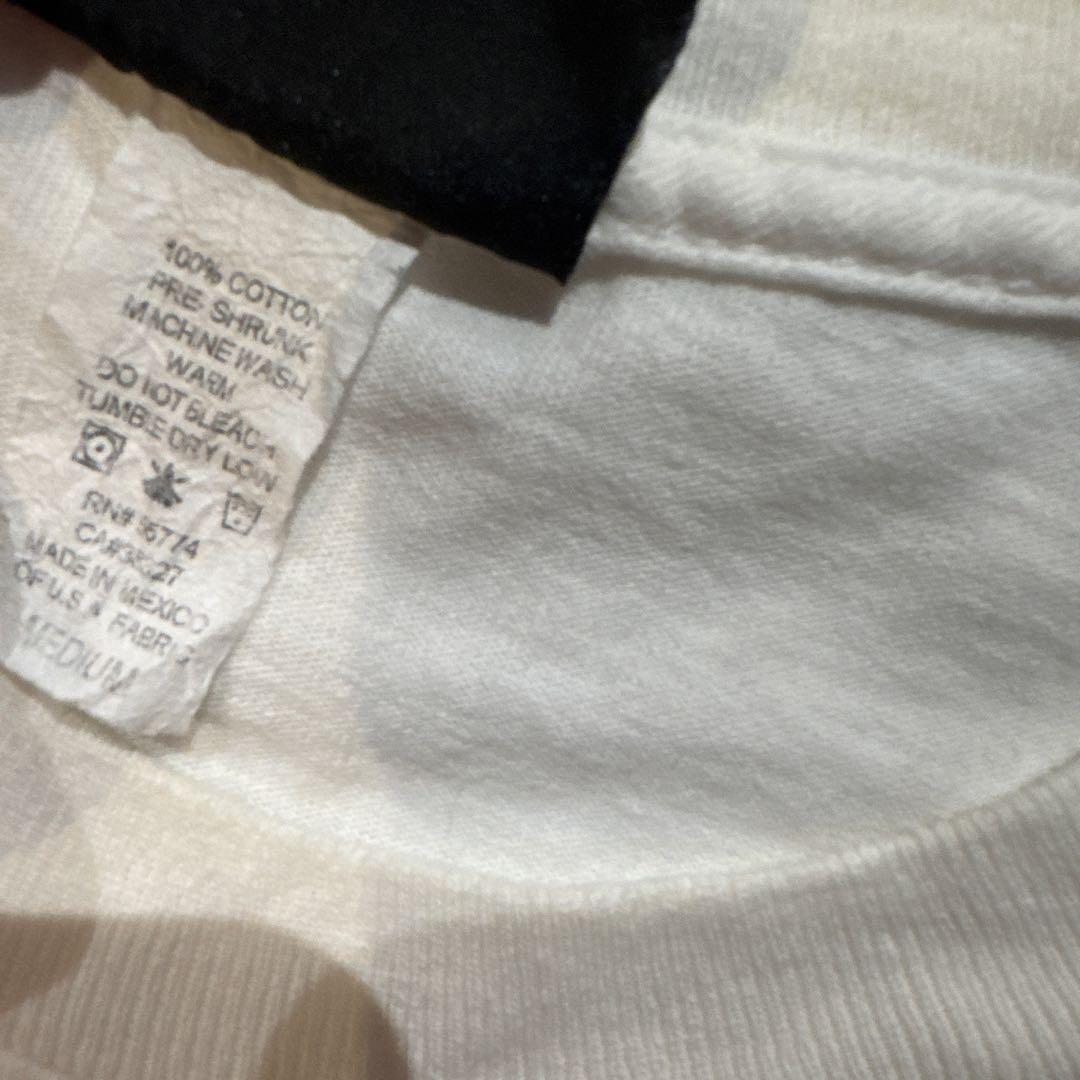 100% COTTON
PRE-SHRUNK
MACHINE WASH
WARM
DO NOT BLEACH
TUMBLE DRY LOW
MADE IN MEXICO
OF U.S.A FABRIC
MEDIUM